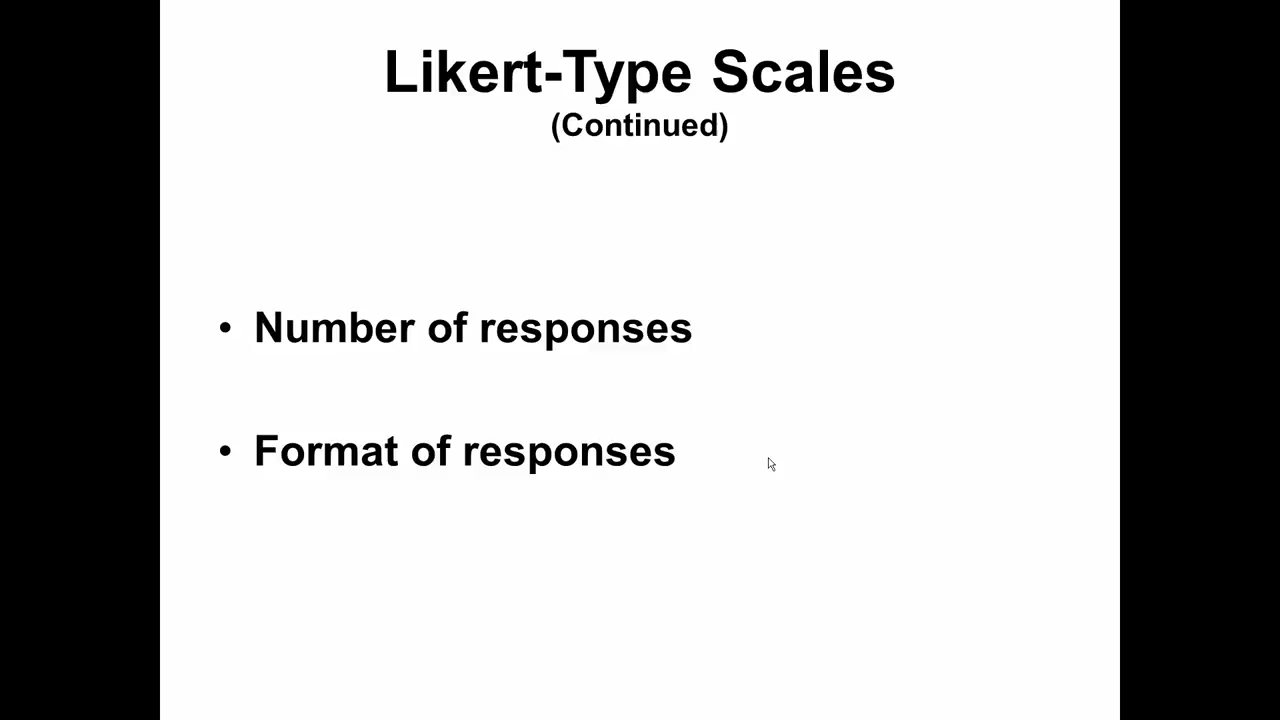 Likert-Type Scales
(Continued)
• Number of responses
• Format of responses